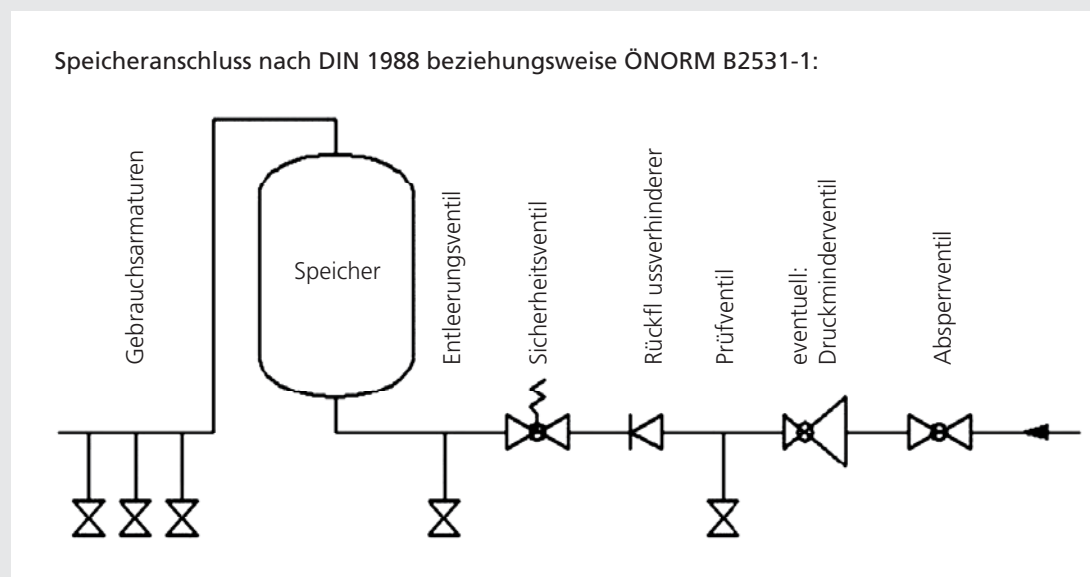 Speicheranschluss nach DIN 1988 beziehungsweise ÖNORM B2531-1:
Gebrauchsarmaturen
Speicher
Entleerungsventil
Sicherheitsventil
Rückfl ussverhinderer
Prüfventil
eventuell:
Druckminderventil
Absperrventil